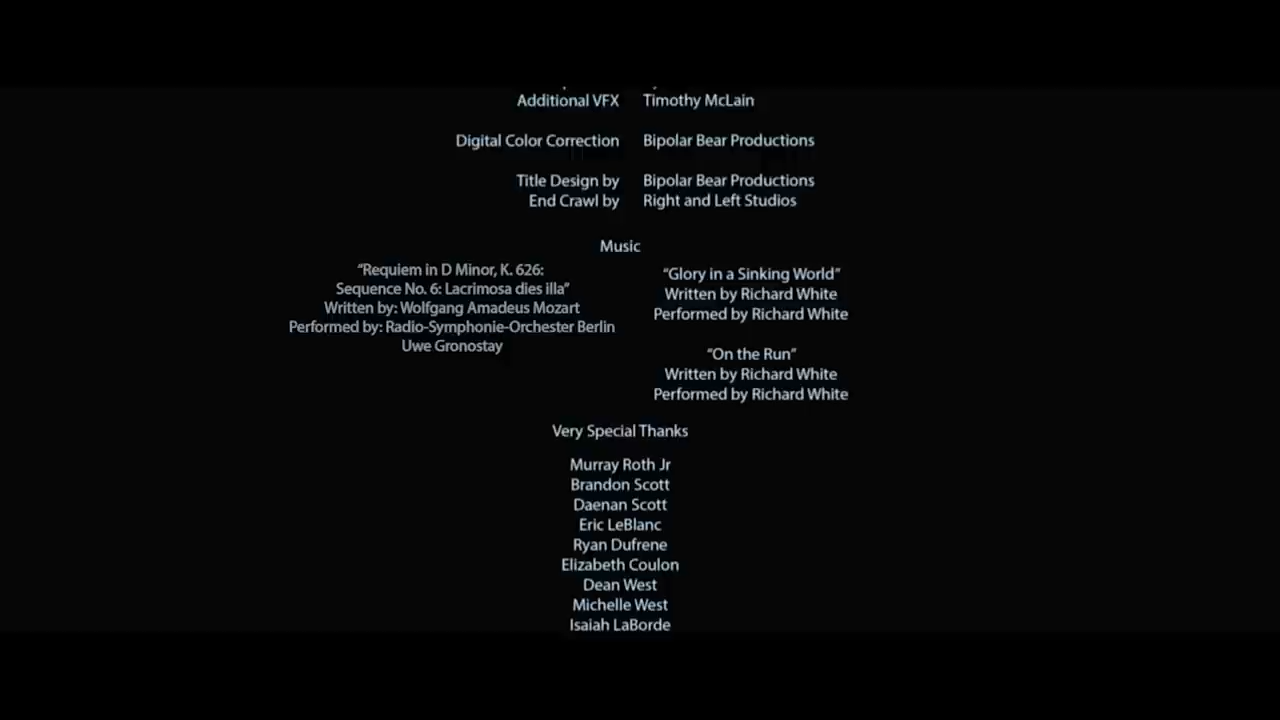 Additional VFX Timothy McLain
Digital Color Correction Bipolar Bear Productions
Title Design by Bipolar Bear Productions
End Crawl by Right and Left Studios
Music
“Requiem in D Minor, K. 626:
Sequence No. 6: Lacrimosa dies illa”
Written by: Wolfgang Amadeus Mozart
Performed by: Radio-Symphonie-Orchester Berlin
Uwe Gronostay
“Glory in a Sinking World”
Written by Richard White
Performed by Richard White
“On the Run”
Written by Richard White
Performed by Richard White
Very Special Thanks
Murray Roth Jr
Brandon Scott
Daenan Scott
Eric LeBlanc
Ryan Dufrene
Elizabeth Coulon
Dean West
Michelle West
Isaiah LaBorde